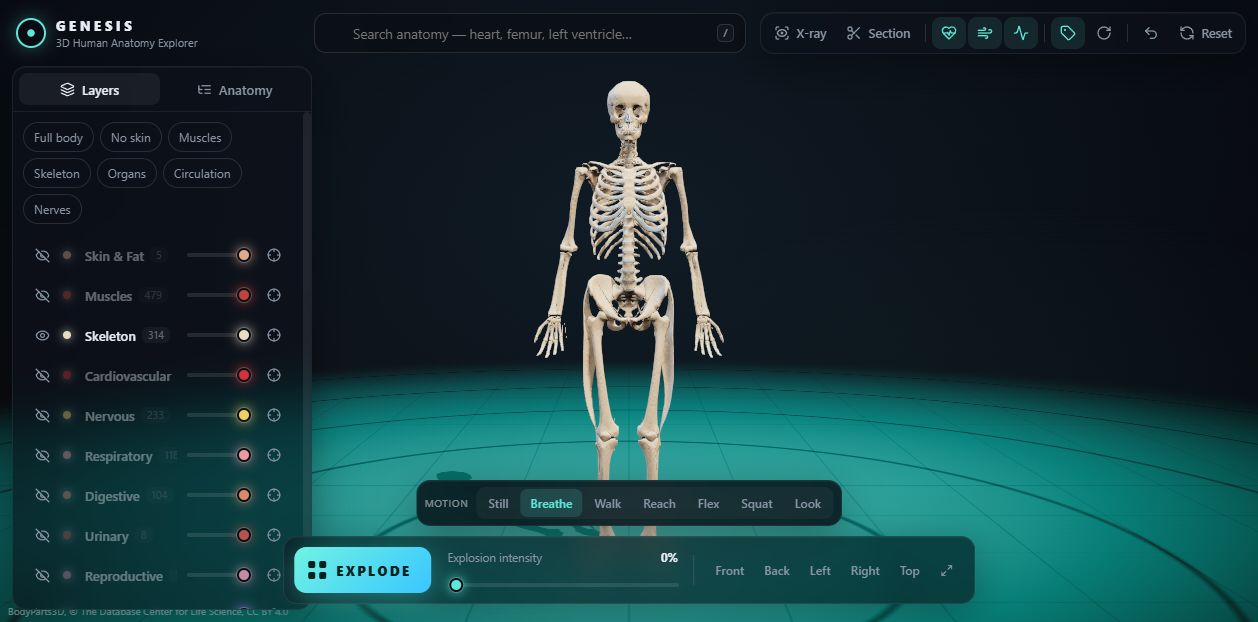 GENESIS
3D Human Anatomy Explorer
Search anatomy — heart, femur, left ventricle...
/
X-ray
Section
Reset
Layers
Anatomy
Full body
No skin
Muscles
Skeleton
Organs
Circulation
Nerves
Skin & Fat 5
Muscles 479
Skeleton 314
Cardiovascular
Nervous 233
Respiratory
Digestive 104
Urinary 8
Reproductive
MOTION
Still
Breathe
Walk
Reach
Flex
Squat
Look
EXPLODE
Explosion intensity
0%
Front
Back
Left
Right
Top
BodyParts3D, © The Database Center for Life Science, CC BY 4.0